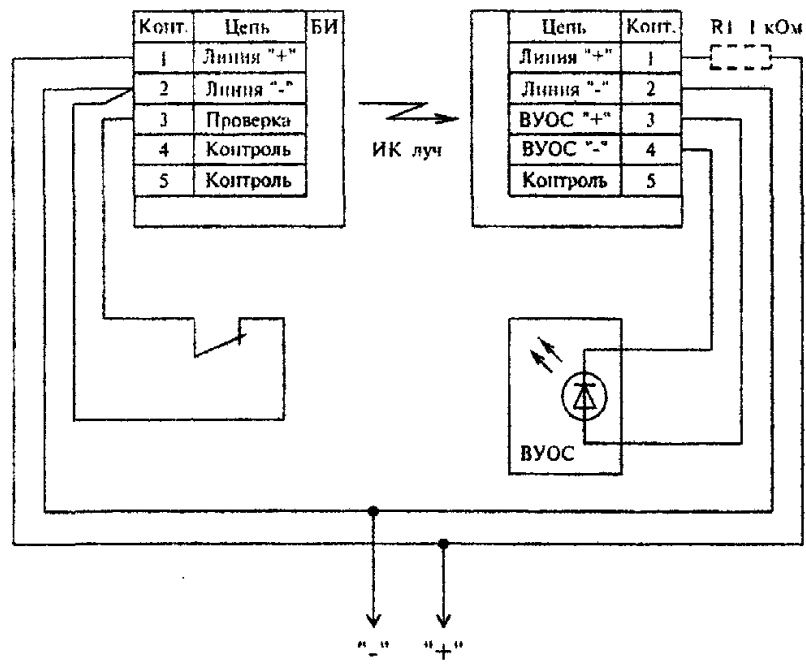 Конт. Цепь БИ
1 Линия "+"
2 Линия "-"
3 Проверка
4 Контроль
5 Контроль
ИК луч
Цепь Конт.
Линия "+" 1
Линия "-" 2
ВУОС "+" 3
ВУОС "-" 4
Контроль 5
R1 1 кОм
ВУОС
"-" "+"